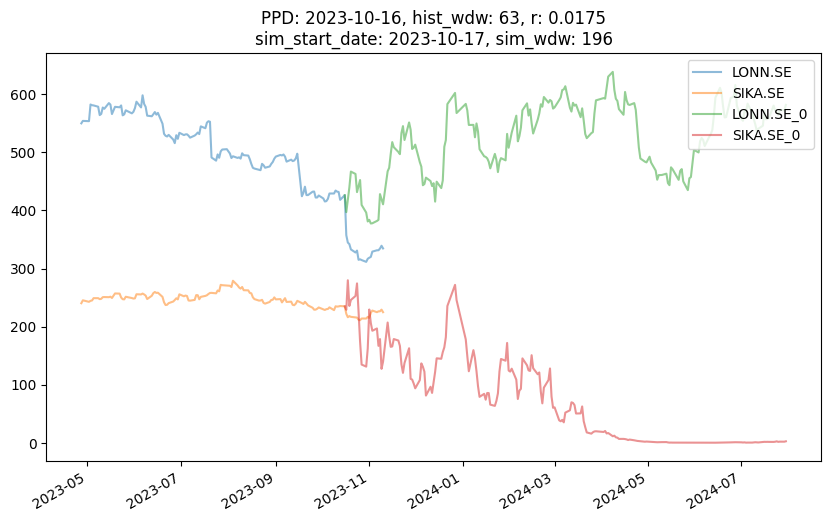 PPD: 2023-10-16, hist_wdw: 63, r: 0.0175
sim_start_date: 2023-10-17, sim_wdw: 196
LONN.SE
SIKA.SE
LONN.SE_0
SIKA.SE_0
600
500
400
300
200
100
0
2023-05
2023-07
2023-09
2023-11
2024-01
2024-03
2024-05
2024-07